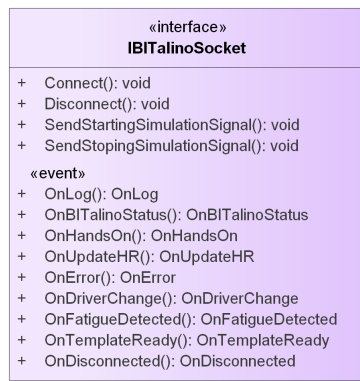 «interface»
IBITalinoSocket
+ Connect(): void
+ Disconnect(): void
+ SendStartingSimulationSignal(): void
+ SendStopingSimulationSignal(): void
«event»
+ OnLog(): OnLog
+ OnBITalinoStatus(): OnBITalinoStatus
+ OnHandsOn(): OnHandsOn
+ OnUpdateHR(): OnUpdateHR
+ OnError(): OnError
+ OnDriverChange(): OnDriverChange
+ OnFatigueDetected(): OnFatigueDetected
+ OnTemplateReady(): OnTemplateReady
+ OnDisconnected(): OnDisconnected